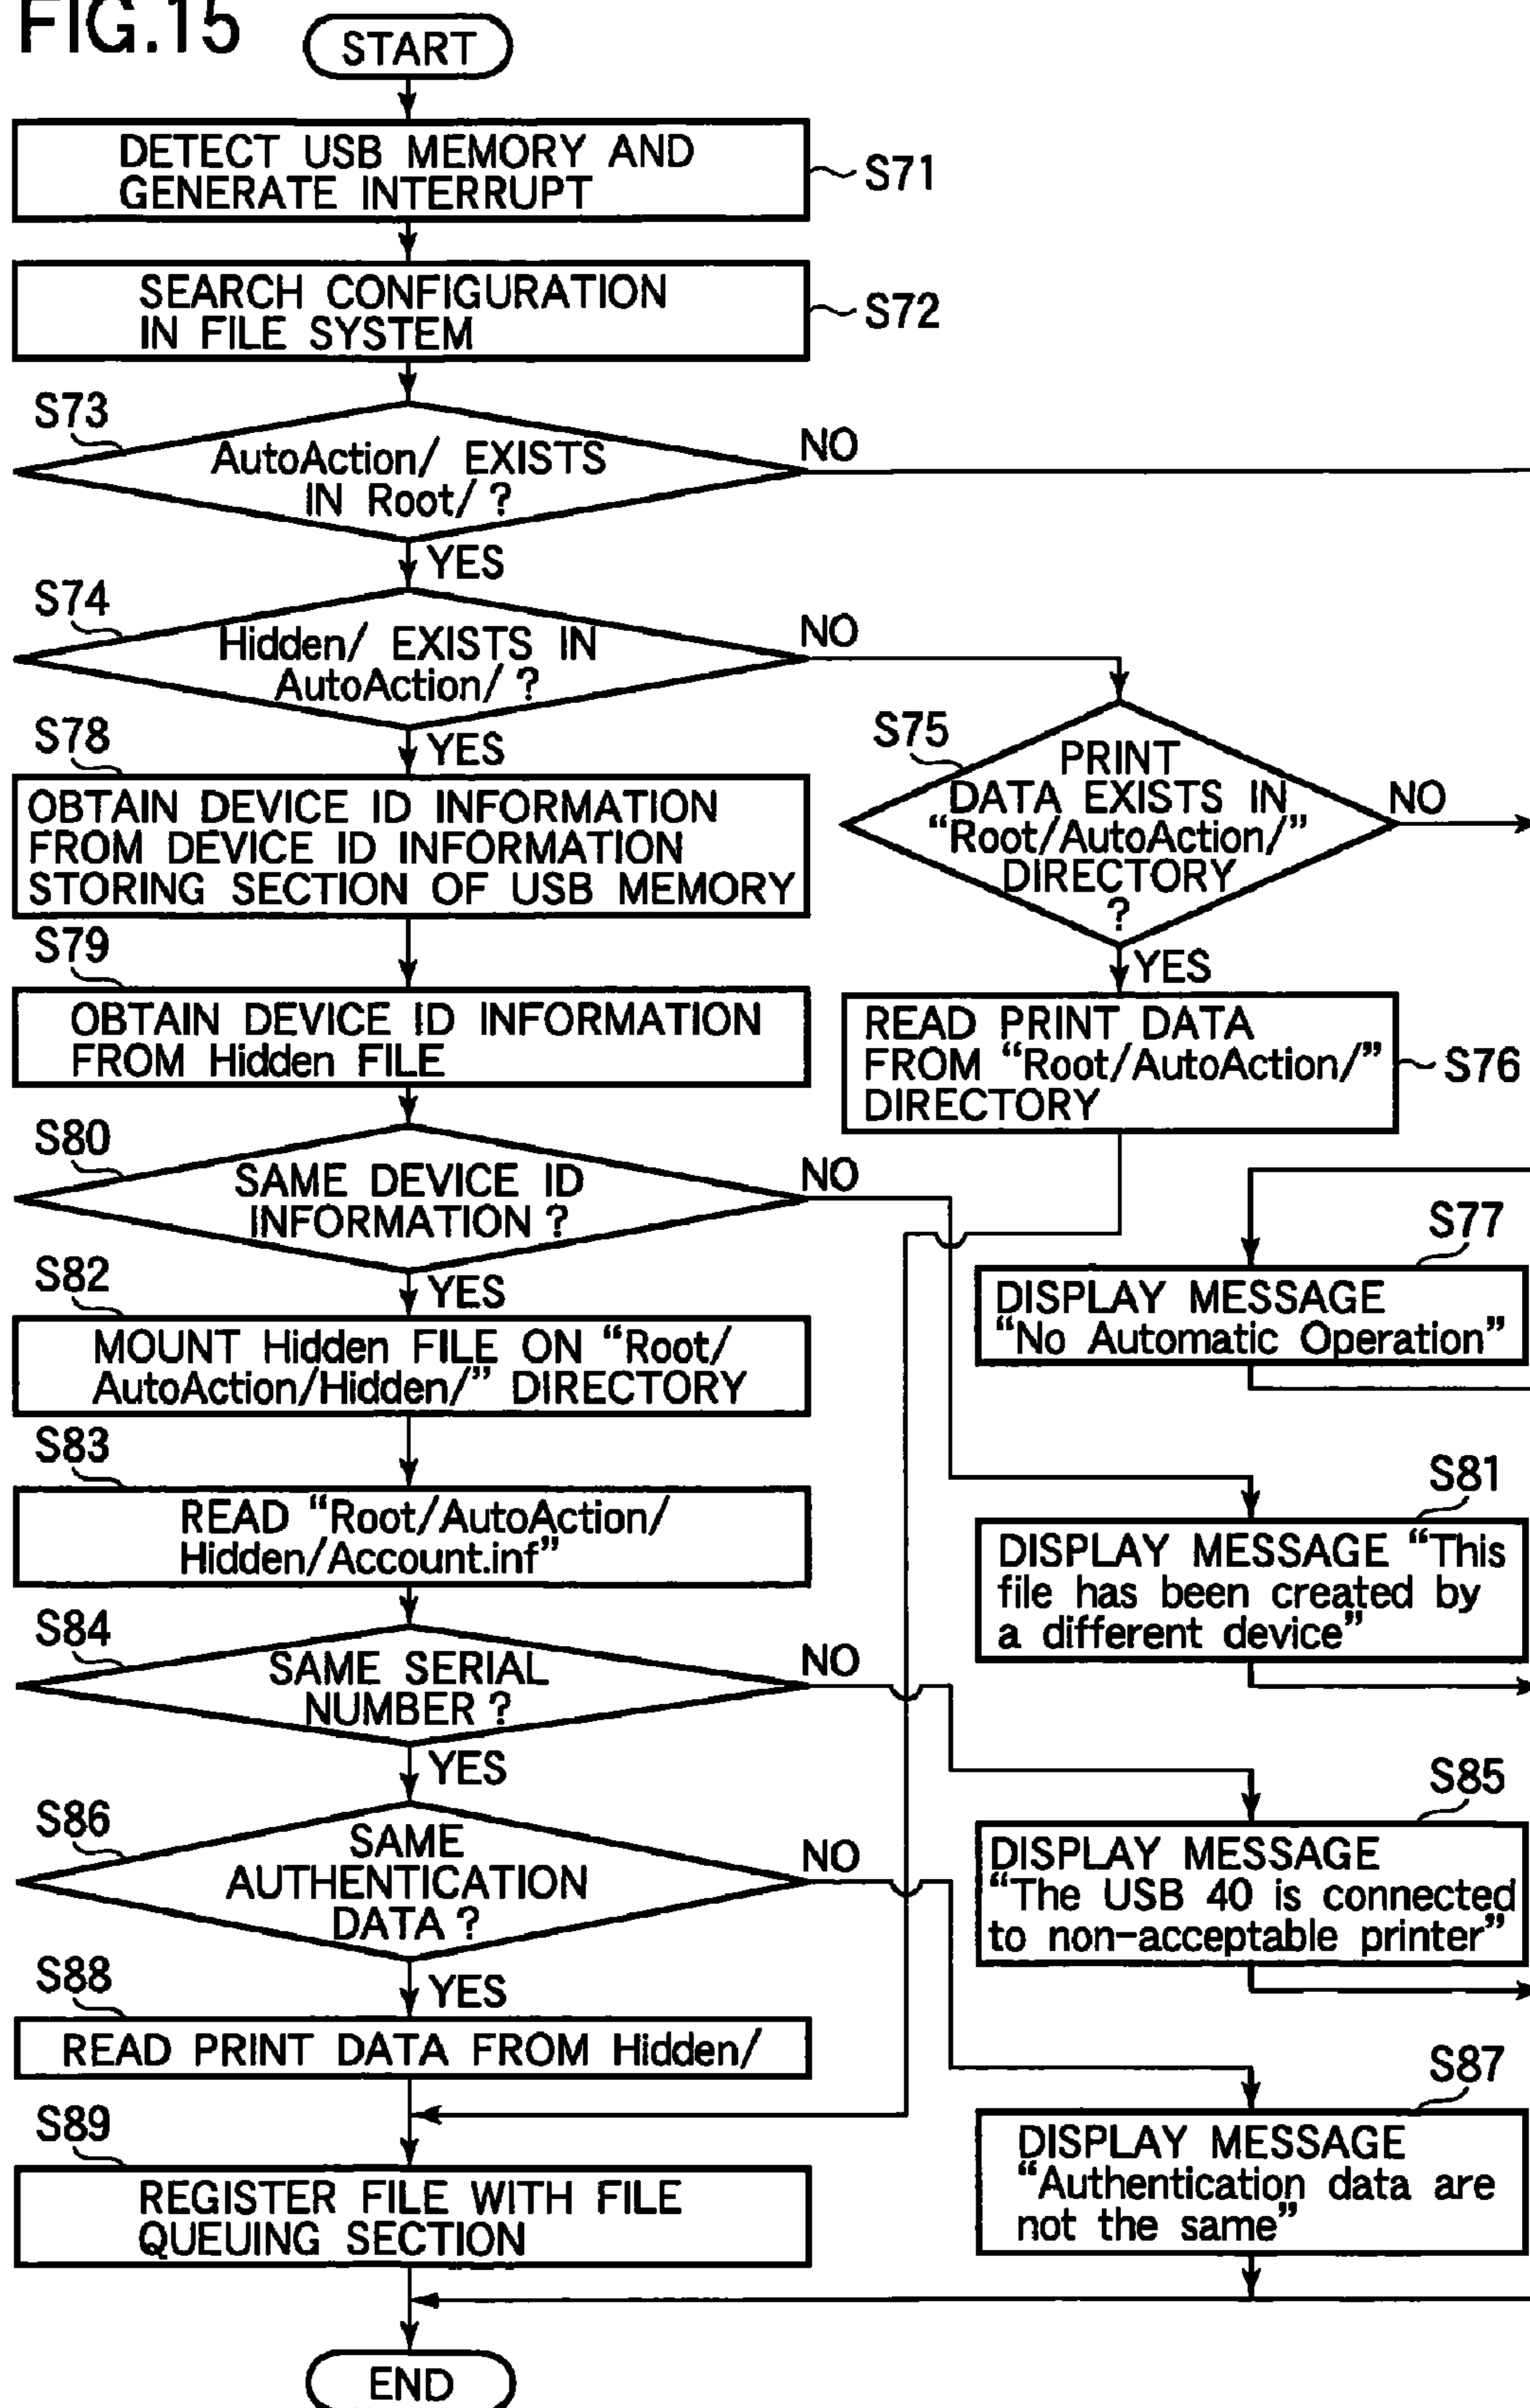 FIG.15
START
DETECT USB MEMORY AND
GENERATE INTERRUPT
S71
SEARCH CONFIGURATION
IN FILE SYSTEM
S72
S73
AutoAction/ EXISTS
IN Root/ ?
NO
YES
S74
Hidden/ EXISTS IN
AutoAction/ ?
NO
YES
S75
PRINT
DATA EXISTS IN
“Root/AutoAction/”
DIRECTORY
?
NO
YES
READ PRINT DATA
FROM “Root/AutoAction/”
DIRECTORY
S76
S77
DISPLAY MESSAGE
“No Automatic Operation”
S78
OBTAIN DEVICE ID INFORMATION
FROM DEVICE ID INFORMATION
STORING SECTION OF USB MEMORY
S79
OBTAIN DEVICE ID INFORMATION
FROM Hidden FILE
S80
SAME DEVICE ID
INFORMATION ?
NO
YES
S81
DISPLAY MESSAGE “This
file has been created by
a different device”
S82
MOUNT Hidden FILE ON “Root/
AutoAction/Hidden/” DIRECTORY
S83
READ “Root/AutoAction/
Hidden/Account.inf”
S84
SAME SERIAL
NUMBER ?
NO
YES
S85
DISPLAY MESSAGE
“The USB 40 is connected
to non-acceptable printer”
S86
SAME
AUTHENTICATION
DATA ?
NO
YES
S87
DISPLAY MESSAGE
“Authentication data are
not the same”
S88
READ PRINT DATA FROM Hidden/
S89
REGISTER FILE WITH FILE
QUEUING SECTION
END